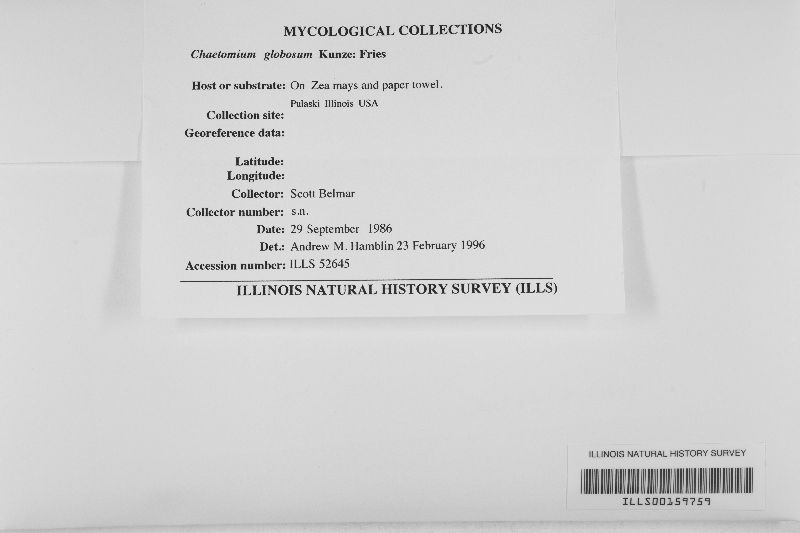 MYCOLOGICAL COLLECTIONS
Chaetomium globosum Kunze: Fries
Host or substrate: On Zea mays and paper towel.
Pulaski Illinois USA
Collection site:
Georeference data:
Latitude:
Longitude:
Collector: Scott Belmar
Collector number: s.n.
Date: 29 September 1986
Det.: Andrew M. Hamblin 23 February 1996
Accession number: ILLS 52645
ILLINOIS NATURAL HISTORY SURVEY (ILLS)
ILLINOIS NATURAL HISTORY SURVEY
ILLS00159759